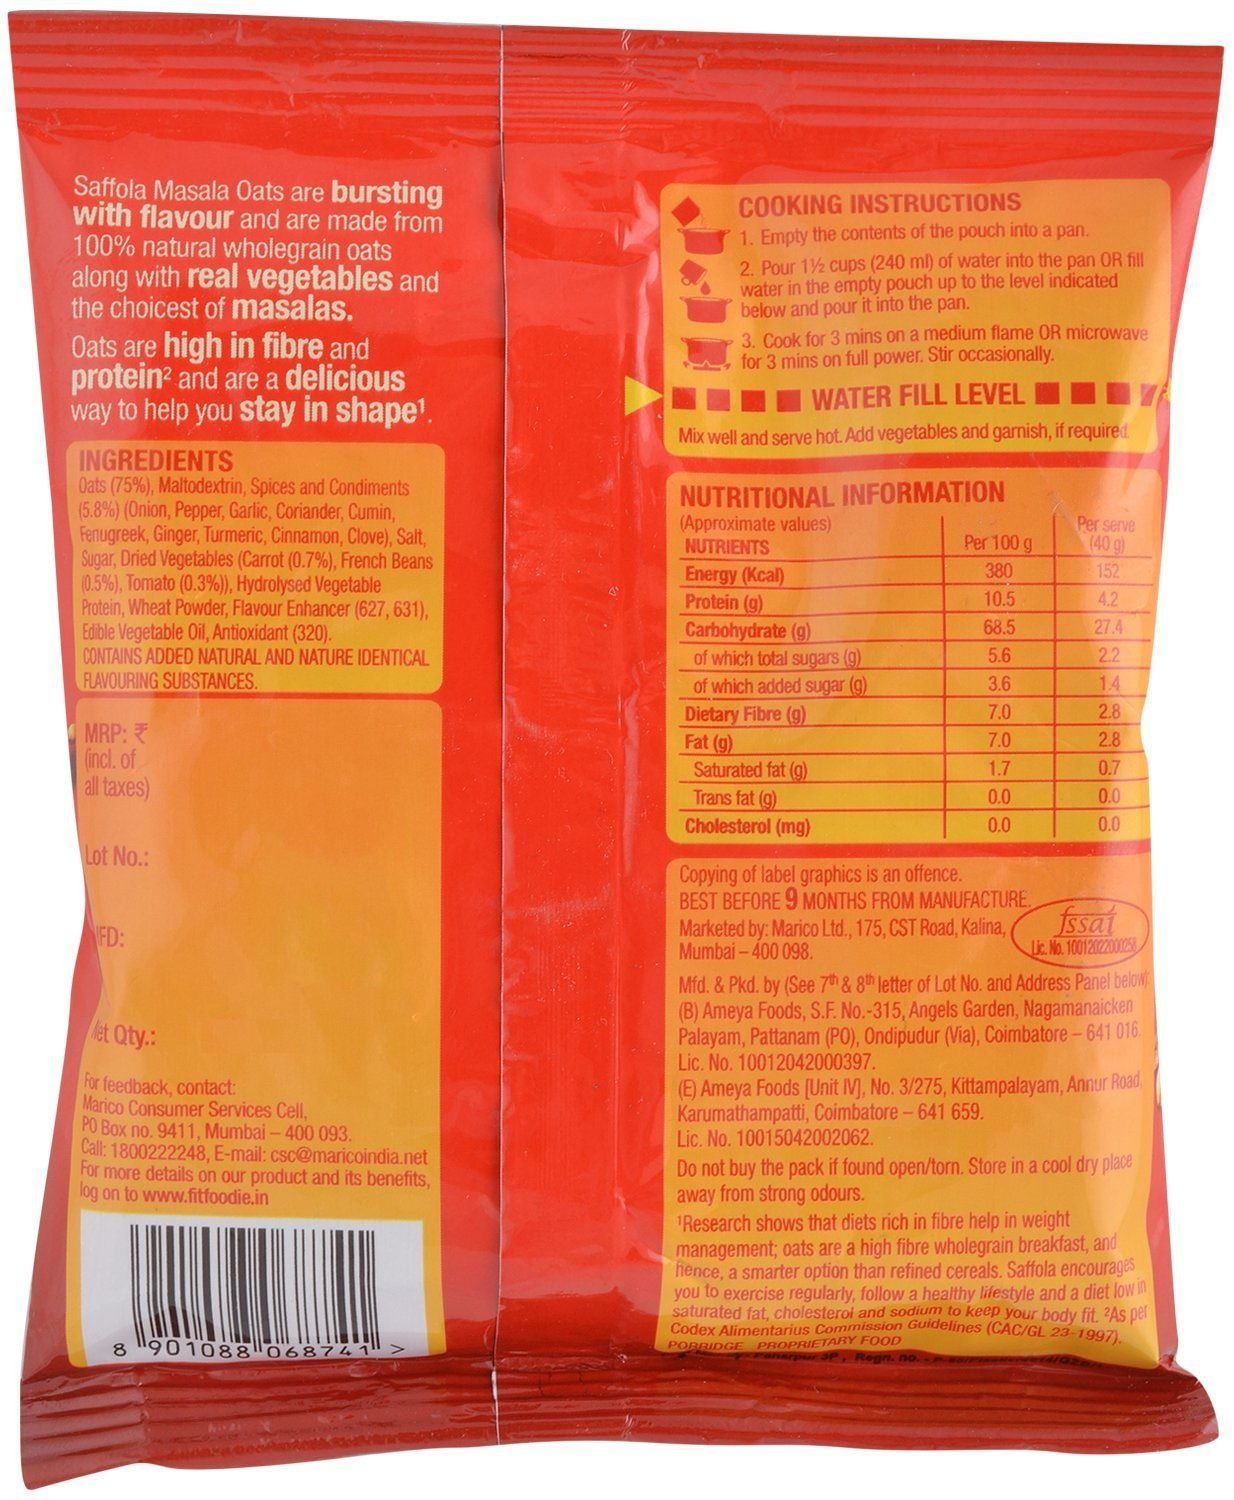 Saffola Masala Oats are bursting
with flavour and are made from
100% natural wholegrain oats
along with real vegetables and
the choicest of masalas.
Oats are high in fibre and
protein² and are a delicious
way to help you stay in shape¹.
INGREDIENTS
Oats (75%), Maltodextrin, Spices and Condiments
(5.8%) (Onion, Pepper, Garlic, Coriander, Cumin,
Fenugreek, Ginger, Turmeric, Cinnamon, Clove), Salt,
Sugar, Dried Vegetables (Carrot (0.7%), French Beans
(0.5%), Tomato (0.3%)), Hydrolysed Vegetable
Protein, Wheat Powder, Flavour Enhancer (627, 631),
Edible Vegetable Oil, Antioxidant (320).
CONTAINS ADDED NATURAL AND NATURE IDENTICAL
FLAVOURING SUBSTANCES.
MRP: ₹
(incl. of
all taxes)
Lot No.:
FD:
Net Qty.:
For feedback, contact:
Marico Consumer Services Cell,
PO Box no. 9411, Mumbai – 400 093.
Call: 1800222248, E-mail: csc@maricoindia.net
For more details on our product and its benefits,
log on to www.fitfoodie.in
8 901088 068741 >
COOKING INSTRUCTIONS
1. Empty the contents of the pouch into a pan.
2. Pour 1½ cups (240 ml) of water into the pan OR fill
water in the empty pouch up to the level indicated
below and pour it into the pan.
3. Cook for 3 mins on a medium flame OR microwave
for 3 mins on full power. Stir occasionally.
WATER FILL LEVEL
Mix well and serve hot. Add vegetables and garnish, if required.
NUTRITIONAL INFORMATION
(Approximate values)
NUTRIENTS Per 100 g Per serve (40 g)
Energy (Kcal) 380 152
Protein (g) 10.5 4.2
Carbohydrate (g) 68.5 27.4
of which total sugars (g) 5.6 2.2
of which added sugar (g) 3.6 1.4
Dietary Fibre (g) 7.0 2.8
Fat (g) 7.0 2.8
Saturated fat (g) 1.7 0.7
Trans fat (g) 0.0 0.0
Cholesterol (mg) 0.0 0.0
Copying of label graphics is an offence.
BEST BEFORE 9 MONTHS FROM MANUFACTURE.
Marketed by: Marico Ltd., 175, CST Road, Kalina,
Mumbai – 400 098.
fssai
Lic. No. 10012022000258
Mfd. & Pkd. by (See 7th & 8th letter of Lot No. and Address Panel below):
(B) Ameya Foods, S.F. No.-315, Angels Garden, Nagamanaicken
Palayam, Pattanam (PO), Ondipudur (Via), Coimbatore – 641 016.
Lic. No. 10012042000397.
(E) Ameya Foods [Unit IV], No. 3/275, Kittampalayam, Annur Road,
Karumathampatti, Coimbatore – 641 659.
Lic. No. 10015042002062.
Do not buy the pack if found open/torn. Store in a cool dry place
away from strong odours.
¹Research shows that diets rich in fibre help in weight
management; oats are a high fibre wholegrain breakfast, and
hence, a smarter option than refined cereals. Saffola encourages
you to exercise regularly, follow a healthy lifestyle and a diet low in
saturated fat, cholesterol and sodium to keep your body fit. ²As per
Codex Alimentarius Commission Guidelines (CAC/GL 23-1997).
PORRIDGE PROPRIETARY FOOD
Regn. no.